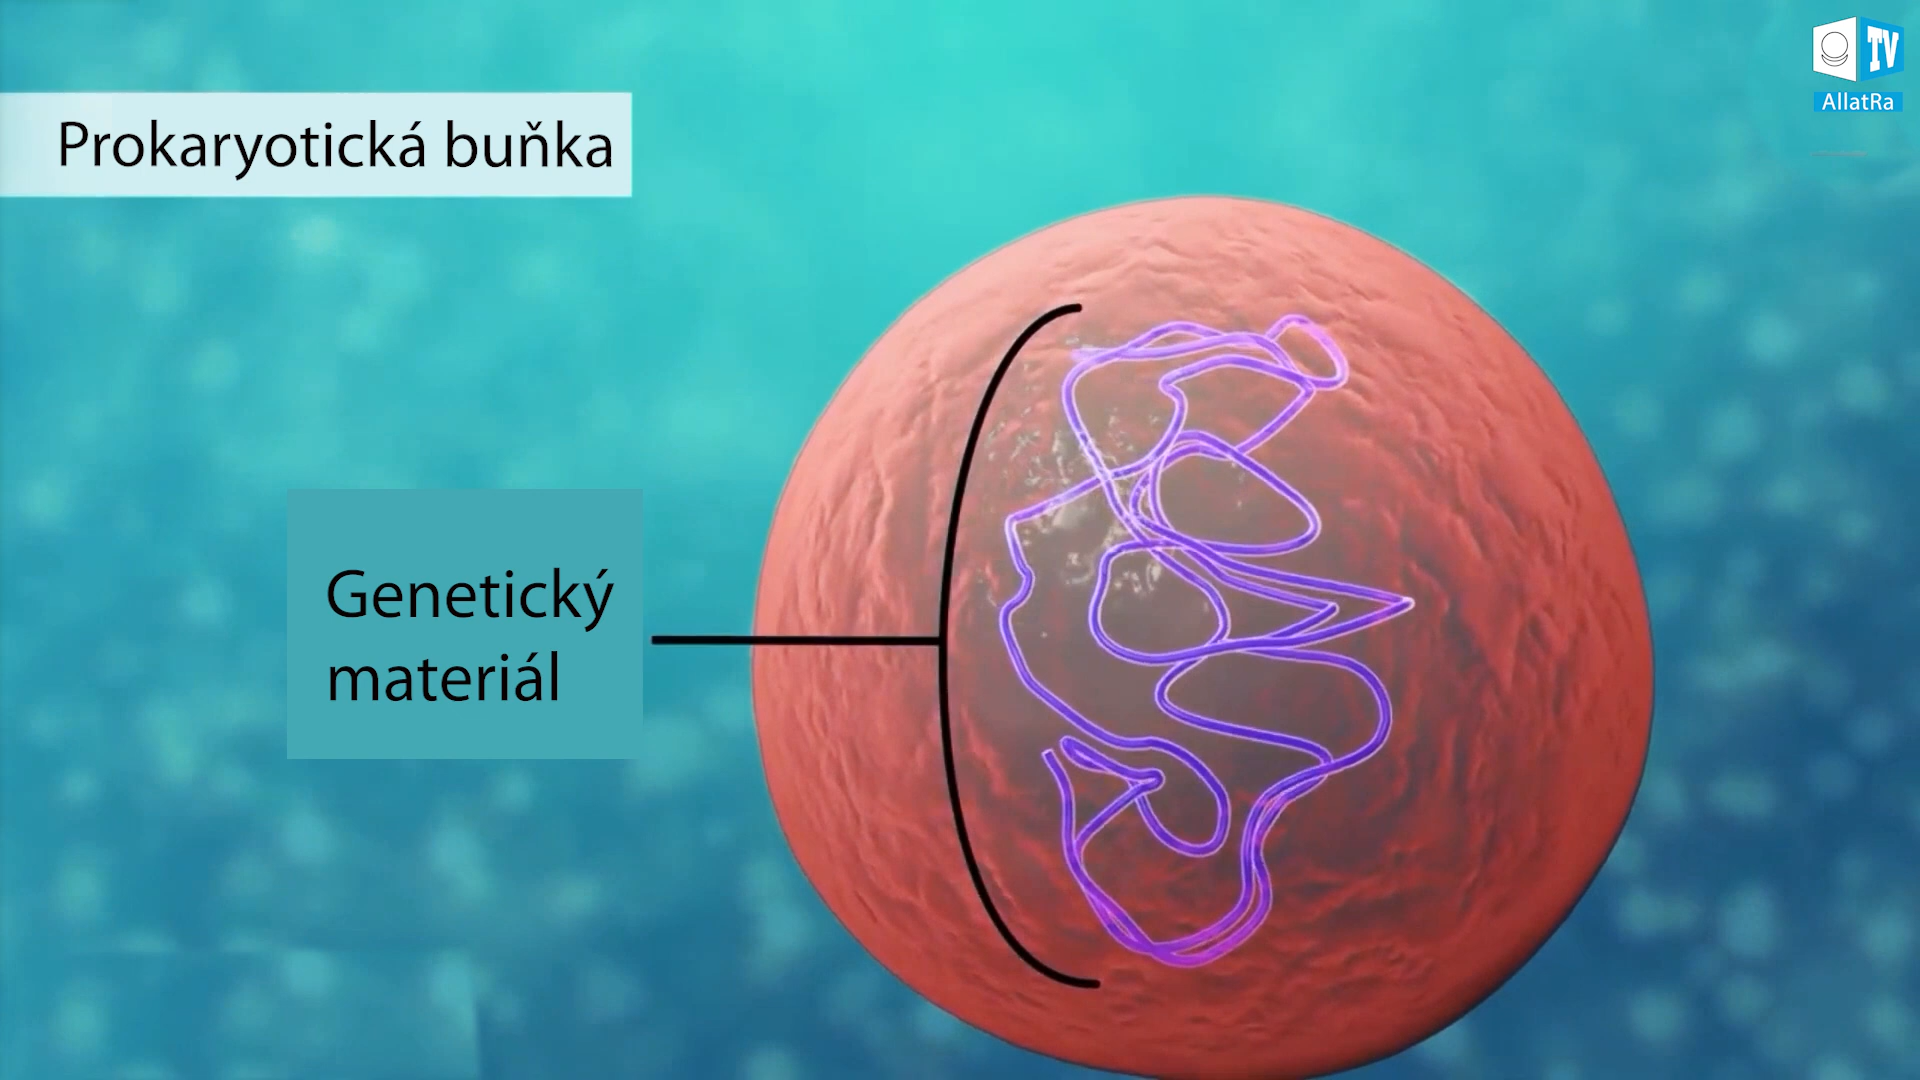 Prokaryotická buňka
Genetický
materiál
TV
AllatRa